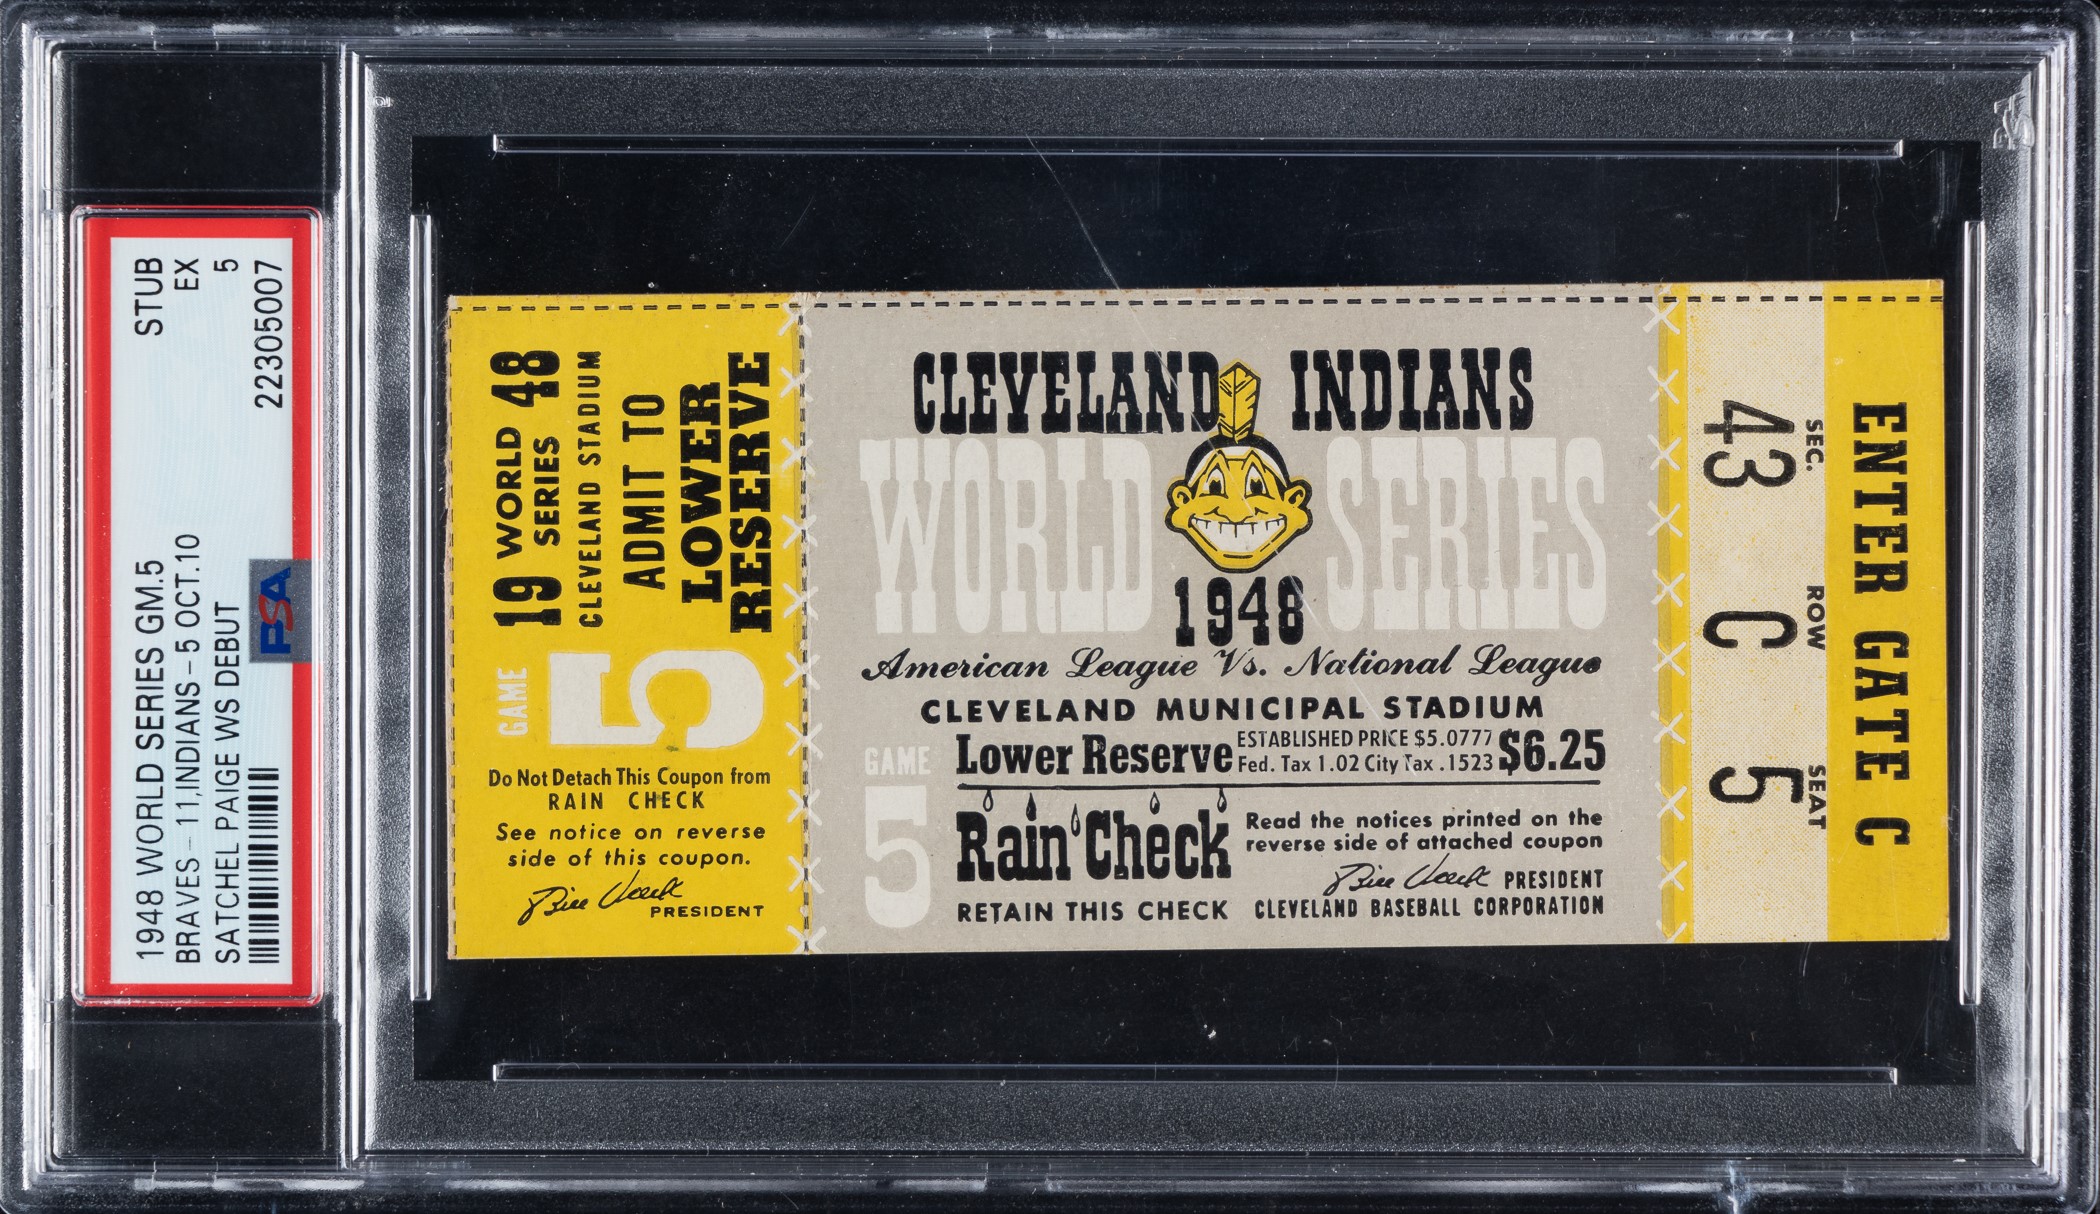 1948 WORLD SERIES GM.5 STUB
BRAVES-11,INDIANS-5 OCT.10 EX
SATCHEL PAIGE WS DEBUT 5
22305007
PSA
19 WORLD SERIES 48
CLEVELAND STADIUM
ADMIT TO
LOWER
RESERVE
GAME
5
Do Not Detach This Coupon from
RAIN CHECK
See notice on reverse
side of this coupon.
Bill Veeck
PRESIDENT
CLEVELAND INDIANS
WORLD SERIES
1948
American League Vs. National League
CLEVELAND MUNICIPAL STADIUM
GAME
5
Lower Reserve ESTABLISHED PRICE $5.0777 $6.25
Fed. Tax 1.02 City Tax .1523
Rain Check
Read the notices printed on the
reverse side of attached coupon
Bill Veeck PRESIDENT
RETAIN THIS CHECK CLEVELAND BASEBALL CORPORATION
SEC. ROW SEAT
43 C 5
ENTER GATE C